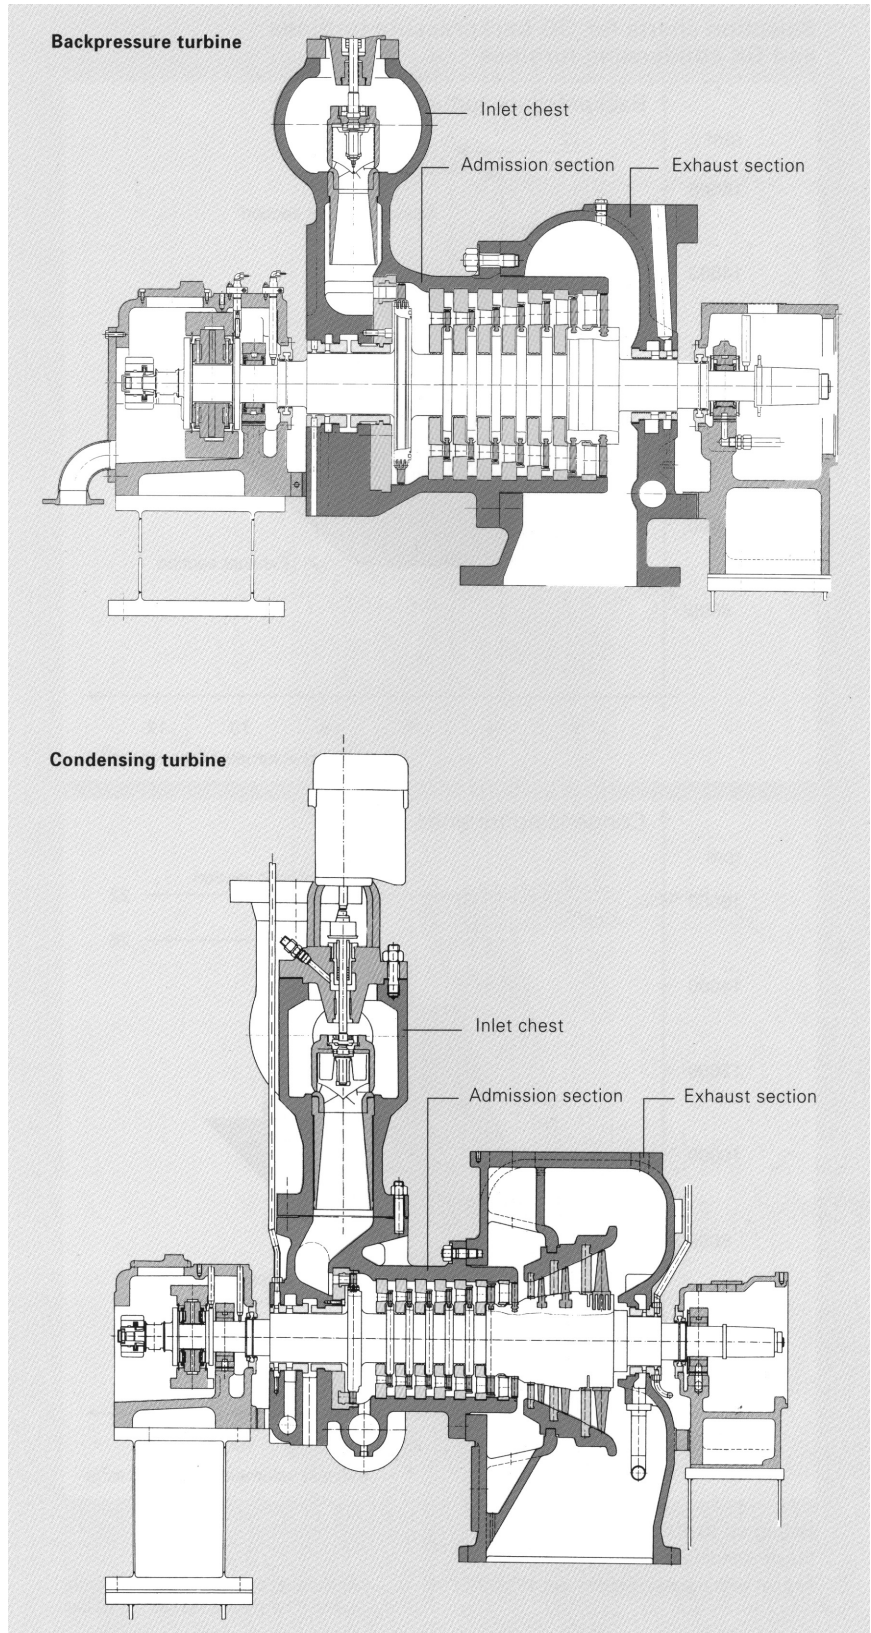 Backpressure turbine
Inlet chest
Admission section
Exhaust section
Condensing turbine
Inlet chest
Admission section
Exhaust section